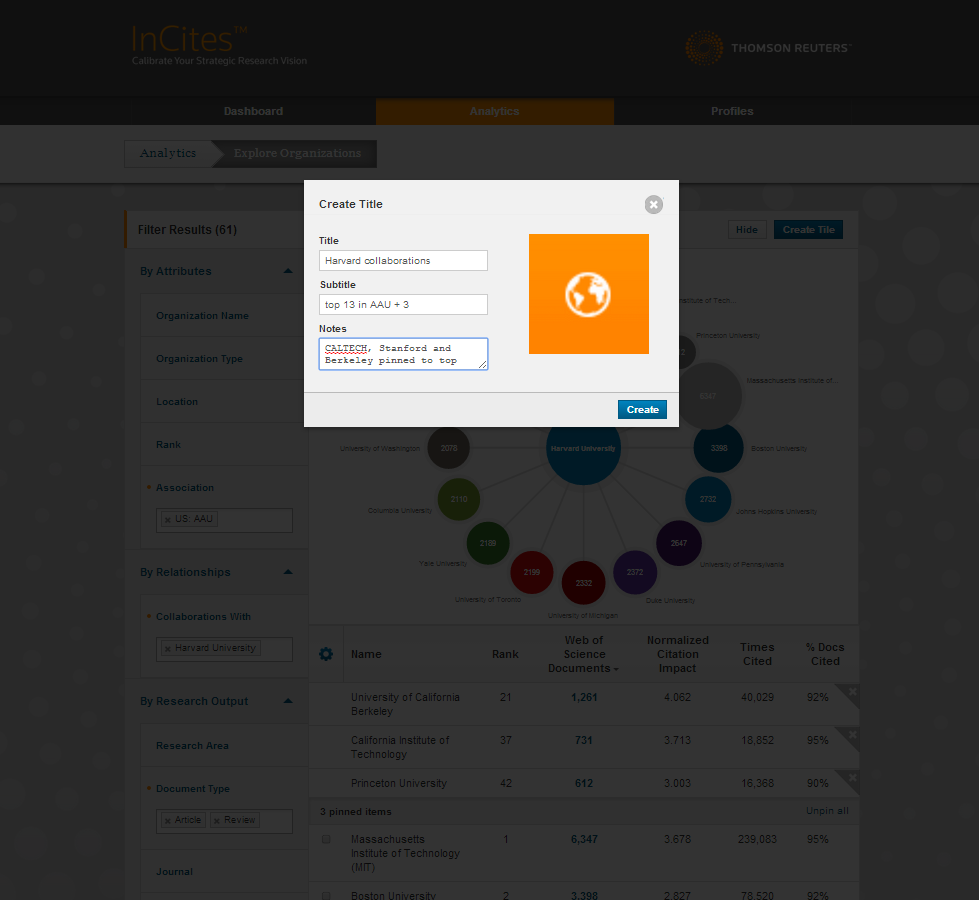 InCites™
Calibrate Your Strategic Research Vision
THOMSON REUTERS™
Dashboard
Analytics
Profiles
Analytics
Explore Organizations
Create Title
Title
Harvard collaborations
Subtitle
top 13 in AAU + 3
Notes
CALTECH, Stanford and
Berkeley pinned to top
Create
Filter Results (61)
Hide
Create Tile
By Attributes
Organization Name
Organization Type
Location
Rank
Association
US: AAU
By Relationships
Collaborations With
Harvard University
By Research Output
Research Area
Document Type
Article
Review
Journal
Princeton University
Massachusetts Institute of...
6347
University of Washington
2078
Harvard University
3398
Boston University
Columbia University
2110
2732
Johns Hopkins University
Yale University
2189
2547
University of Pennsylvania
University of Toronto
2199
2332
University of Michigan
2372
Duke University
Name
Rank
Web of
Science
Documents
Normalized
Citation
Impact
Times
Cited
% Docs
Cited
University of California
Berkeley
21
1,261
4.062
40,029
92%
California Institute of
Technology
37
731
3.713
18,852
95%
Princeton University
42
612
3.003
16,368
90%
3 pinned items
Unpin all
Massachusetts
Institute of Technology
(MIT)
1
6,347
3.678
239,083
95%
Boston University
2
3,398
2.827
78,520
92%